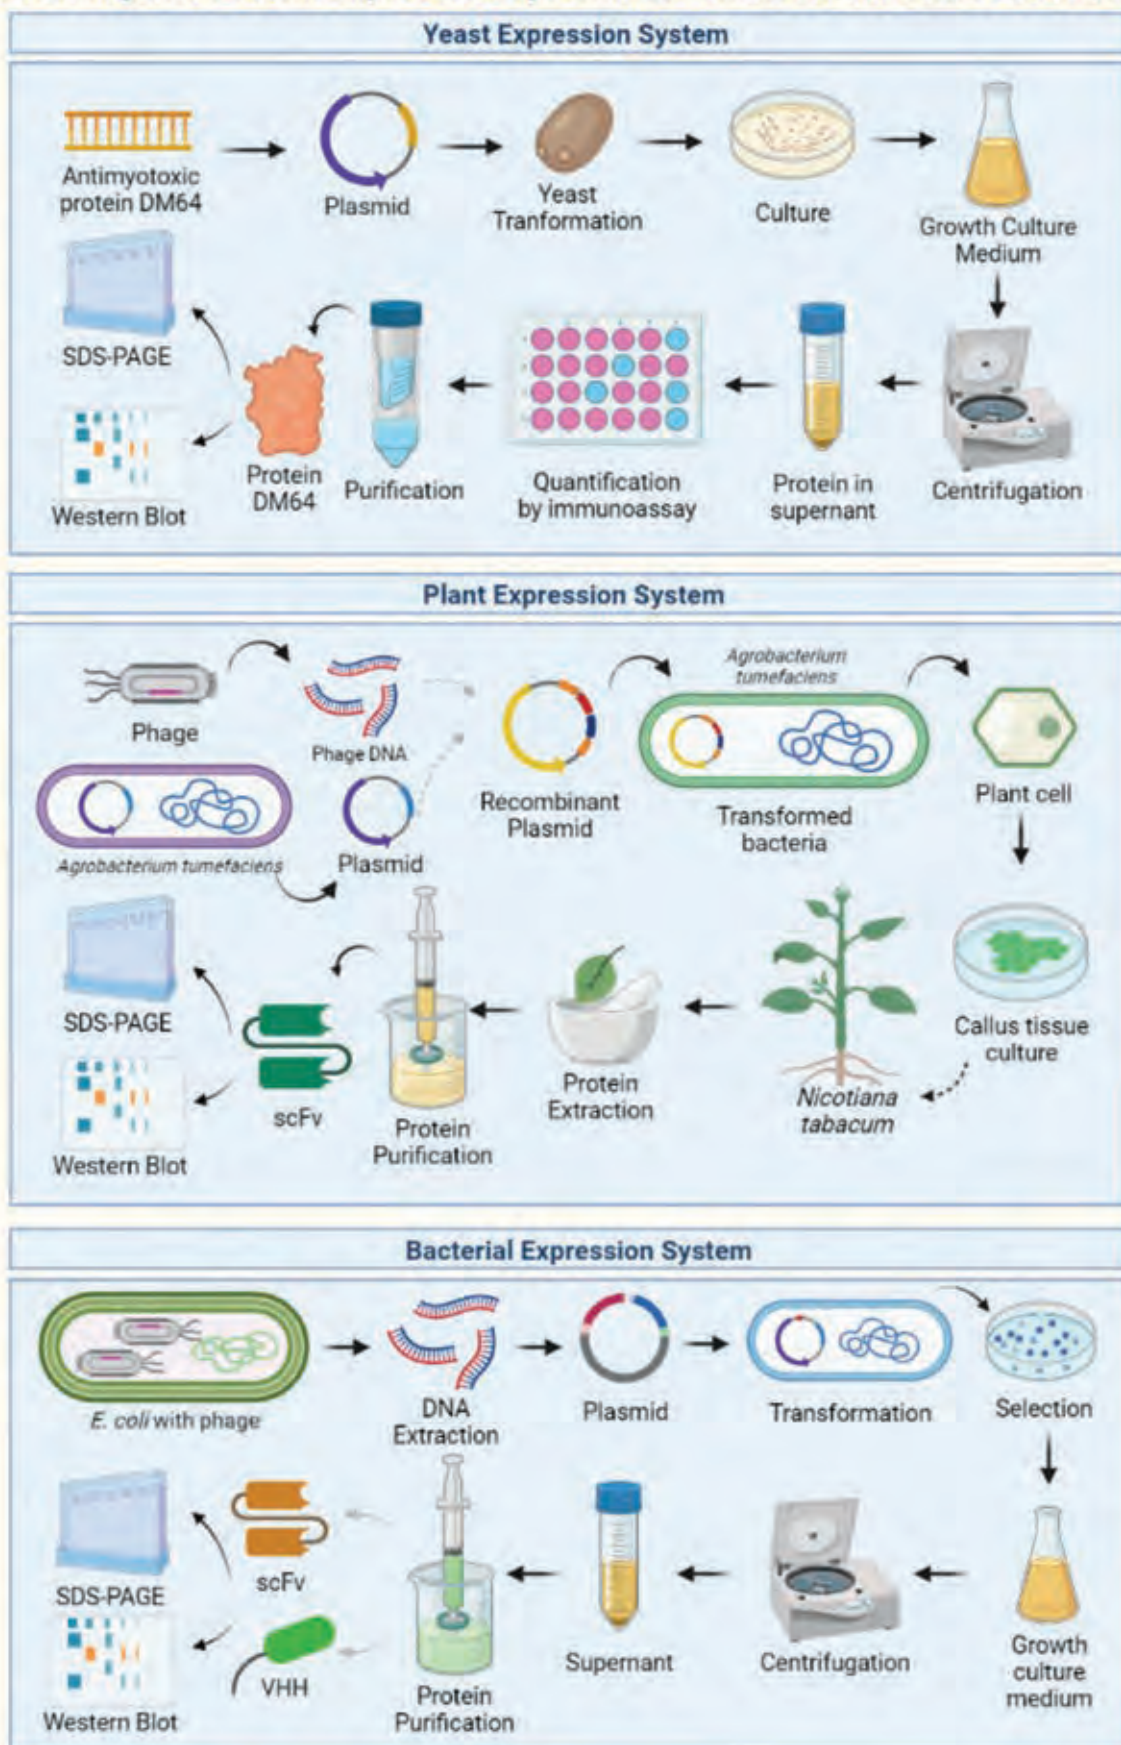 Yeast Expression System
Antimyotoxic
protein DM64
Plasmid
Yeast
Tranformation
Culture
Growth Culture
Medium
SDS-PAGE
Western Blot
Protein
DM64
Purification
Quantification
by immunoassay
Protein in
supernant
Centrifugation
Plant Expression System
Phage
Phage DNA
Agrobacterium tumefaciens
Plasmid
Recombinant
Plasmid
Agrobacterium
tumefaciens
Transformed
bacteria
Plant cell
SDS-PAGE
Western Blot
scFv
Protein
Purification
Protein
Extraction
Nicotiana
tabacum
Callus tissue
culture
Bacterial Expression System
E. coli with phage
DNA
Extraction
Plasmid
Transformation
Selection
SDS-PAGE
Western Blot
scFv
VHH
Protein
Purification
Supernant
Centrifugation
Growth
culture
medium